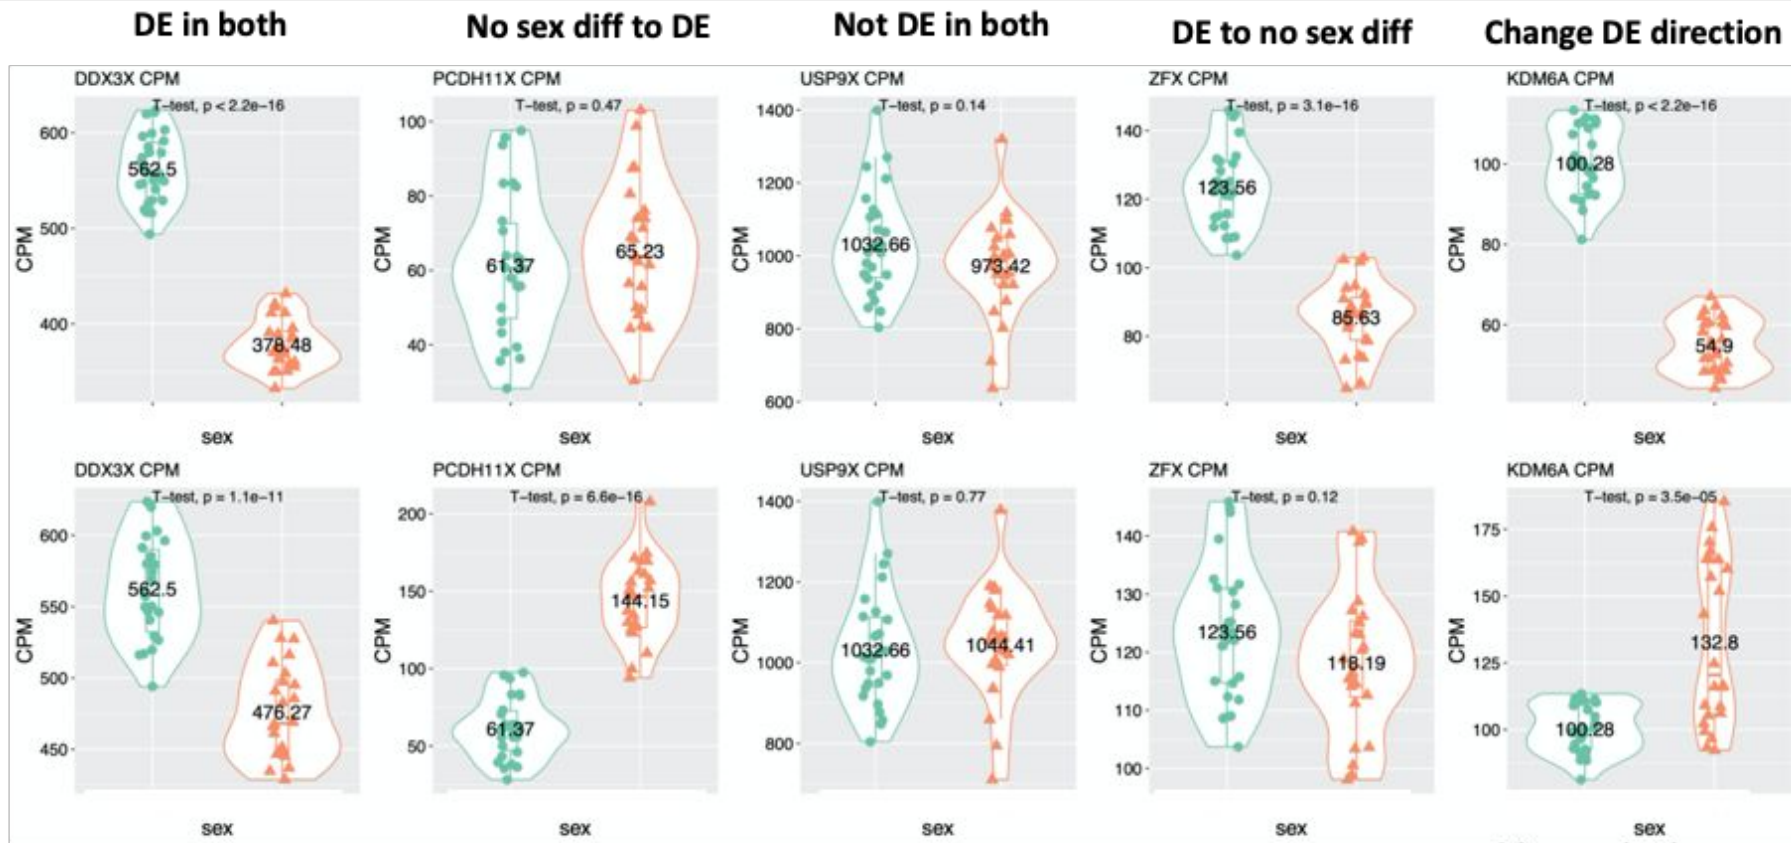 DE in both
No sex diff to DE
Not DE in both
DE to no sex diff
Change DE direction
DDX3X CPM
T-test, p < 2.2e-16
CPM
600
500
400
562.5
378.48
sex
PCDH11X CPM
T-test, p = 0.47
CPM
100
80
60
40
61.37
65.23
sex
USP9X CPM
T-test, p = 0.14
CPM
1400
1200
1000
800
600
1032.66
973.42
sex
ZFX CPM
T-test, p = 3.1e-16
CPM
140
120
100
80
123.56
85.63
sex
KDM6A CPM
T-test, p < 2.2e-16
CPM
100
80
60
100.28
54.9
sex
DDX3X CPM
T-test, p = 1.1e-11
CPM
600
550
500
450
562.5
476.27
sex
PCDH11X CPM
T-test, p = 6.6e-16
CPM
200
150
100
50
61.37
144.15
sex
USP9X CPM
T-test, p = 0.77
CPM
1400
1200
1000
800
1032.66
1044.41
sex
ZFX CPM
T-test, p = 0.12
CPM
140
130
120
110
100
123.56
118.19
sex
KDM6A CPM
T-test, p = 3.5e-05
CPM
175
150
125
100
100.28
132.8
sex